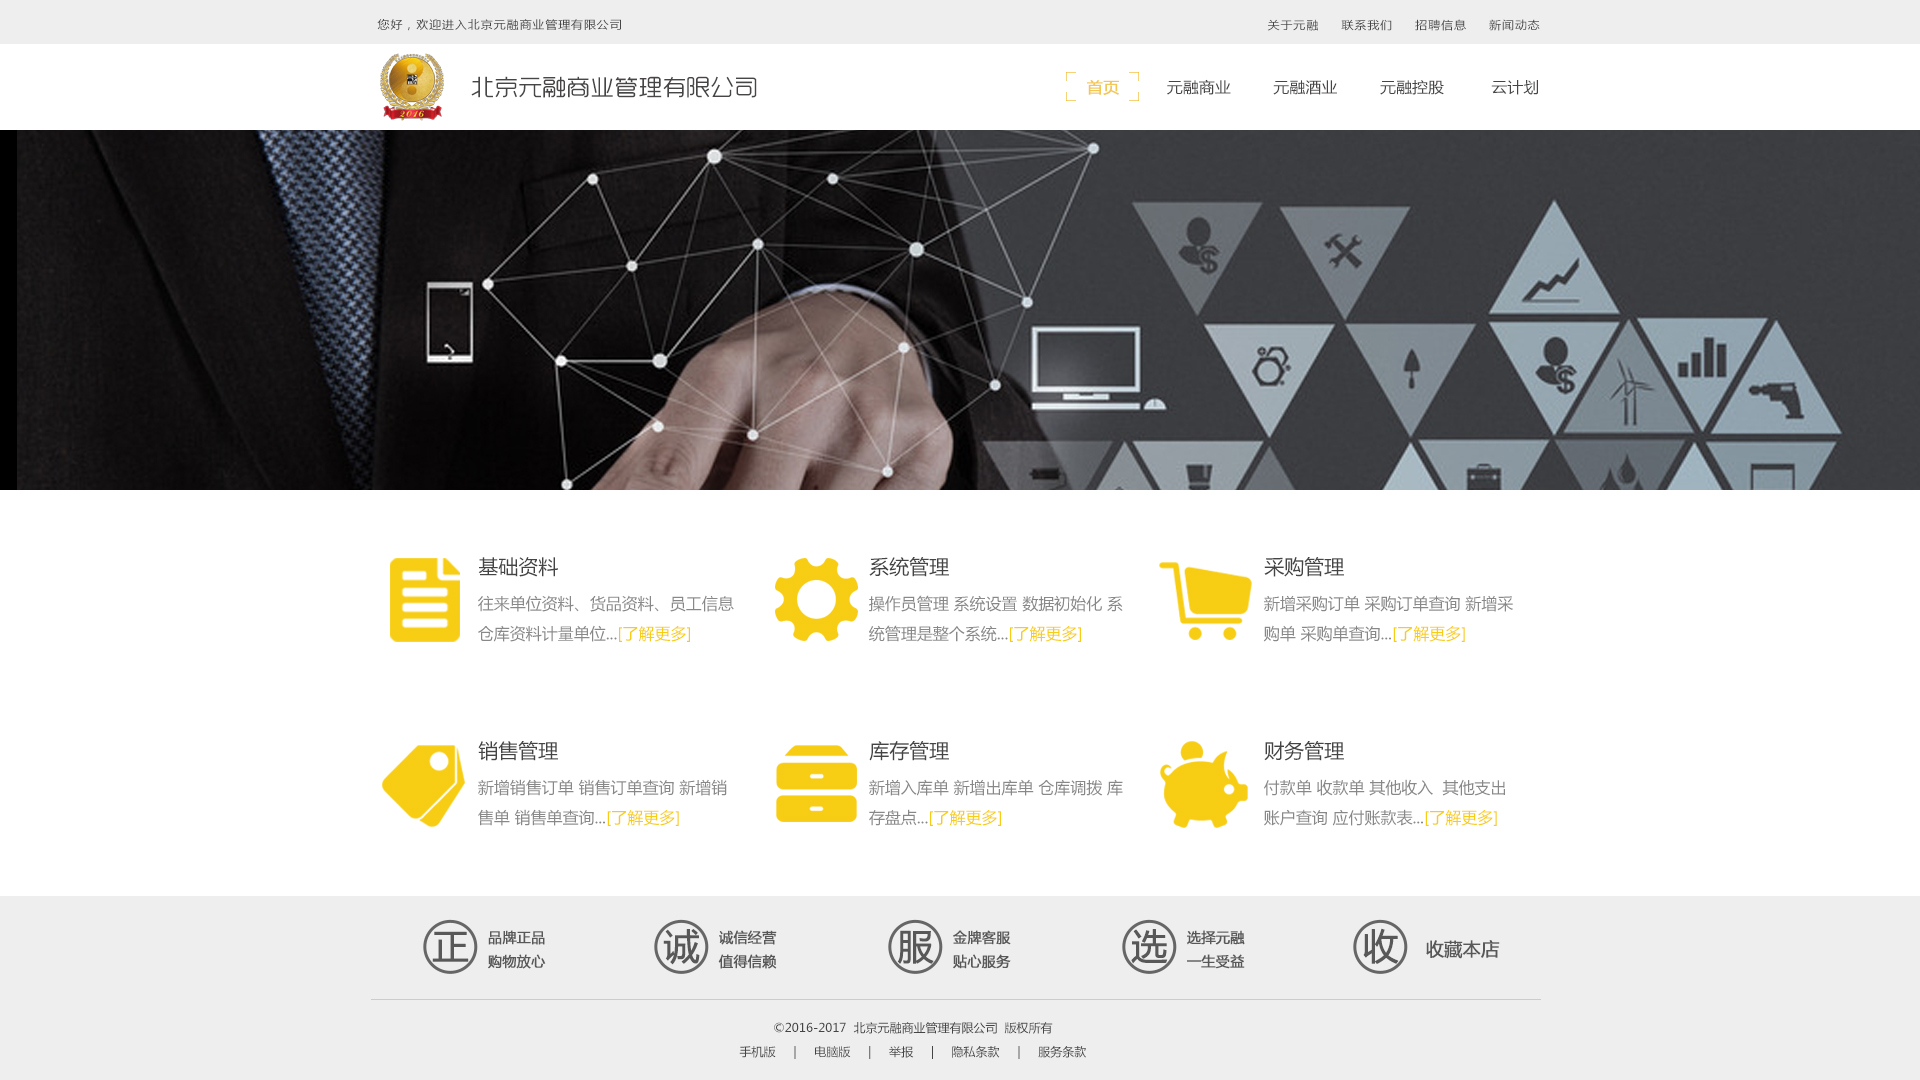 您好，欢迎进入北京元融商业管理有限公司
关于元融 联系我们 招聘信息 新闻动态
融
2016
北京元融商业管理有限公司
首页 元融商业 元融酒业 元融控股 云计划
基础资料
往来单位资料、货品资料、员工信息
仓库资料计量单位...[了解更多]
系统管理
操作员管理 系统设置 数据初始化 系
统管理是整个系统...[了解更多]
采购管理
新增采购订单 采购订单查询 新增采
购单 采购单查询...[了解更多]
销售管理
新增销售订单 销售订单查询 新增销
售单 销售单查询...[了解更多]
库存管理
新增入库单 新增出库单 仓库调拨 库
存盘点...[了解更多]
财务管理
付款单 收款单 其他收入 其他支出
账户查询 应付账款表...[了解更多]
正
品牌正品
购物放心
诚
诚信经营
值得信赖
服
金牌客服
贴心服务
选
选择元融
一生受益
收
收藏本店
©2016-2017 北京元融商业管理有限公司 版权所有
手机版 | 电脑版 | 举报 | 隐私条款 | 服务条款